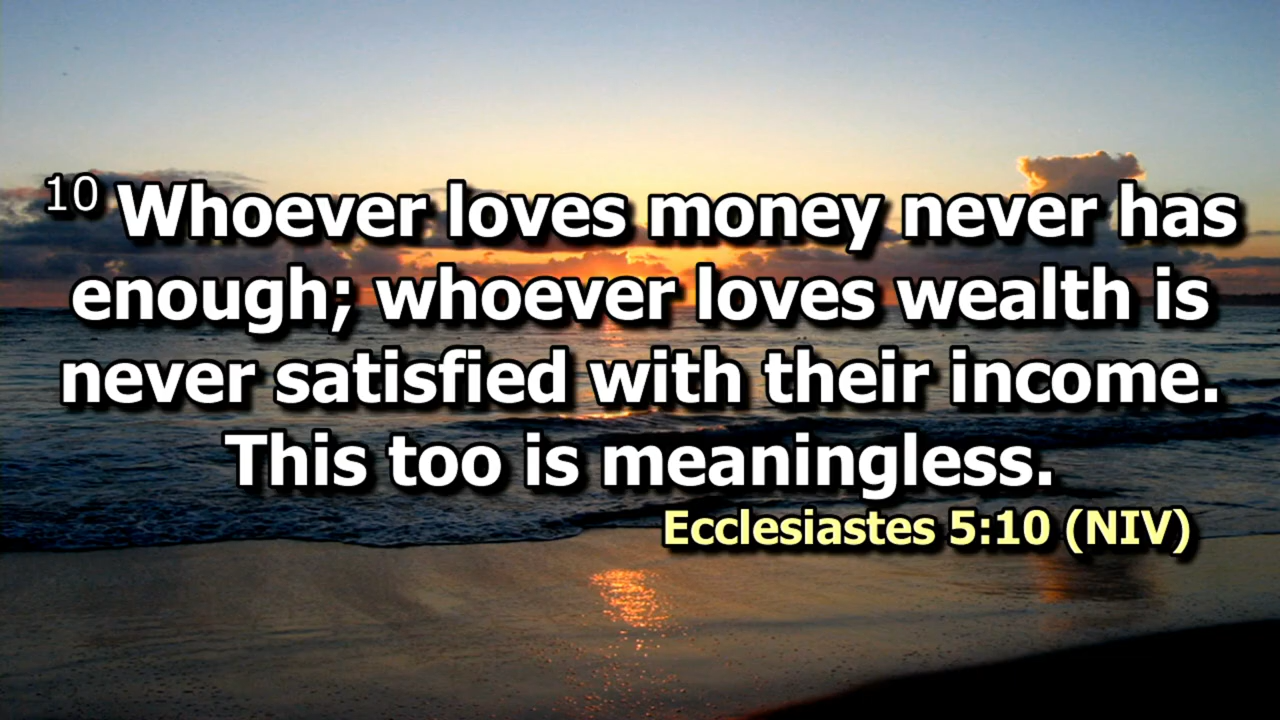 10 Whoever loves money never has
enough; whoever loves wealth is
never satisfied with their income.
This too is meaningless.
Ecclesiastes 5:10 (NIV)